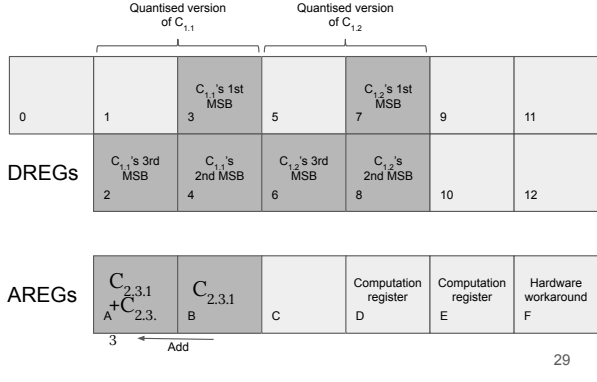 Quantised version
of C1.1
Quantised version
of C1.2
0
1
C1.1's 1st
MSB
3
5
C1.2's 1st
MSB
7
9
11
DREGs
C1.1's 3rd
MSB
2
C1.1's
2nd MSB
4
C1.2's 3rd
MSB
6
C1.2's
2nd MSB
8
10
12
AREGs
C2.3.1
+C2.3.
3
A
C2.3.1
B
C
Computation
register
D
Computation
register
E
Hardware
workaround
F
Add
29